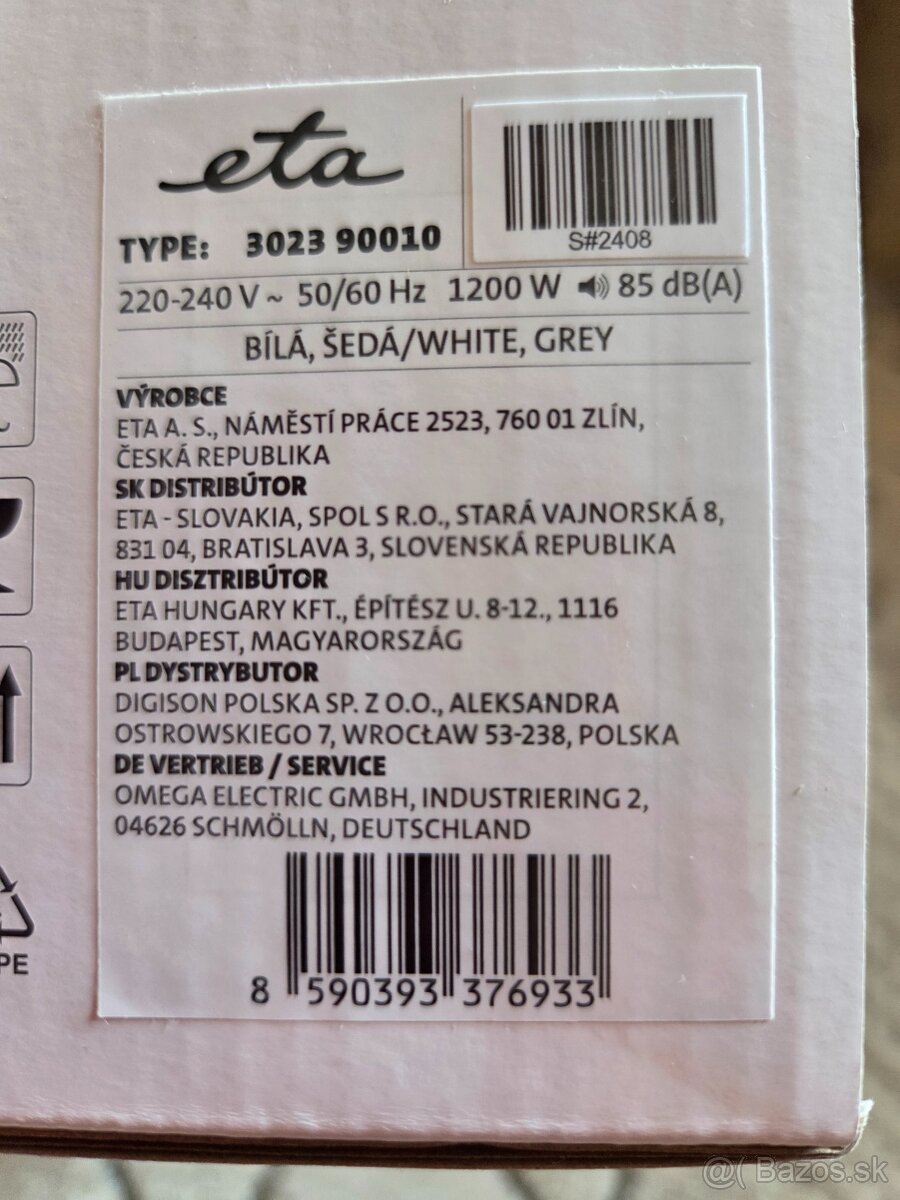 eta
S#2408
TYPE: 3023 90010
220-240 V ~ 50/60 Hz 1200 W 85 dB(A)
BÍLÁ, ŠEDÁ/WHITE, GREY
VÝROBCE
ETA A. S., NÁMĚSTÍ PRÁCE 2523, 760 01 ZLÍN,
ČESKÁ REPUBLIKA
SK DISTRIBÚTOR
ETA - SLOVAKIA, SPOL S R.O., STARÁ VAJNORSKÁ 8,
831 04, BRATISLAVA 3, SLOVENSKÁ REPUBLIKA
HU DISZTRIBÚTOR
ETA HUNGARY KFT., ÉPÍTÉSZ U. 8-12., 1116
BUDAPEST, MAGYARORSZÁG
PL DYSTRYBUTOR
DIGISON POLSKA SP. Z O.O., ALEKSANDRA
OSTROWSKIEGO 7, WROCŁAW 53-238, POLSKA
DE VERTRIEB / SERVICE
OMEGA ELECTRIC GMBH, INDUSTRIERING 2,
04626 SCHMÖLLN, DEUTSCHLAND
8 590393 376933
PE
@( Bazos.sk